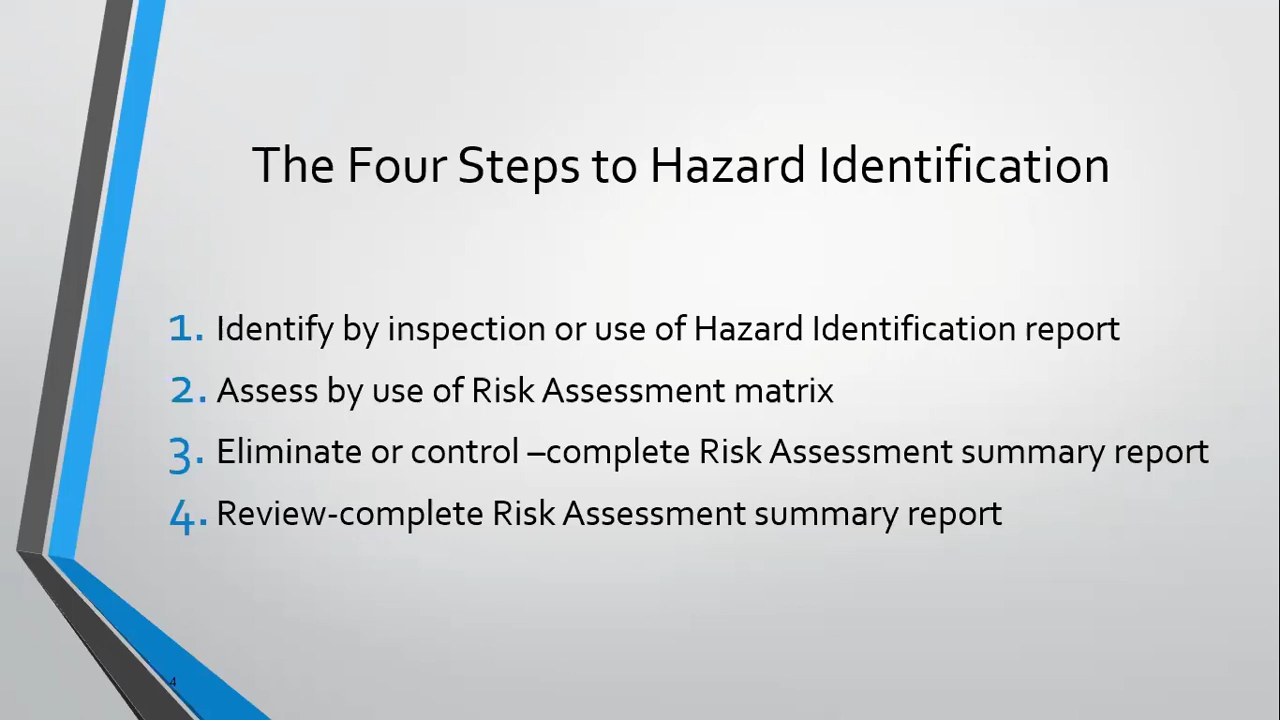 The Four Steps to Hazard Identification
1. Identify by inspection or use of Hazard Identification report
2. Assess by use of Risk Assessment matrix
3. Eliminate or control –complete Risk Assessment summary report
4. Review-complete Risk Assessment summary report
4